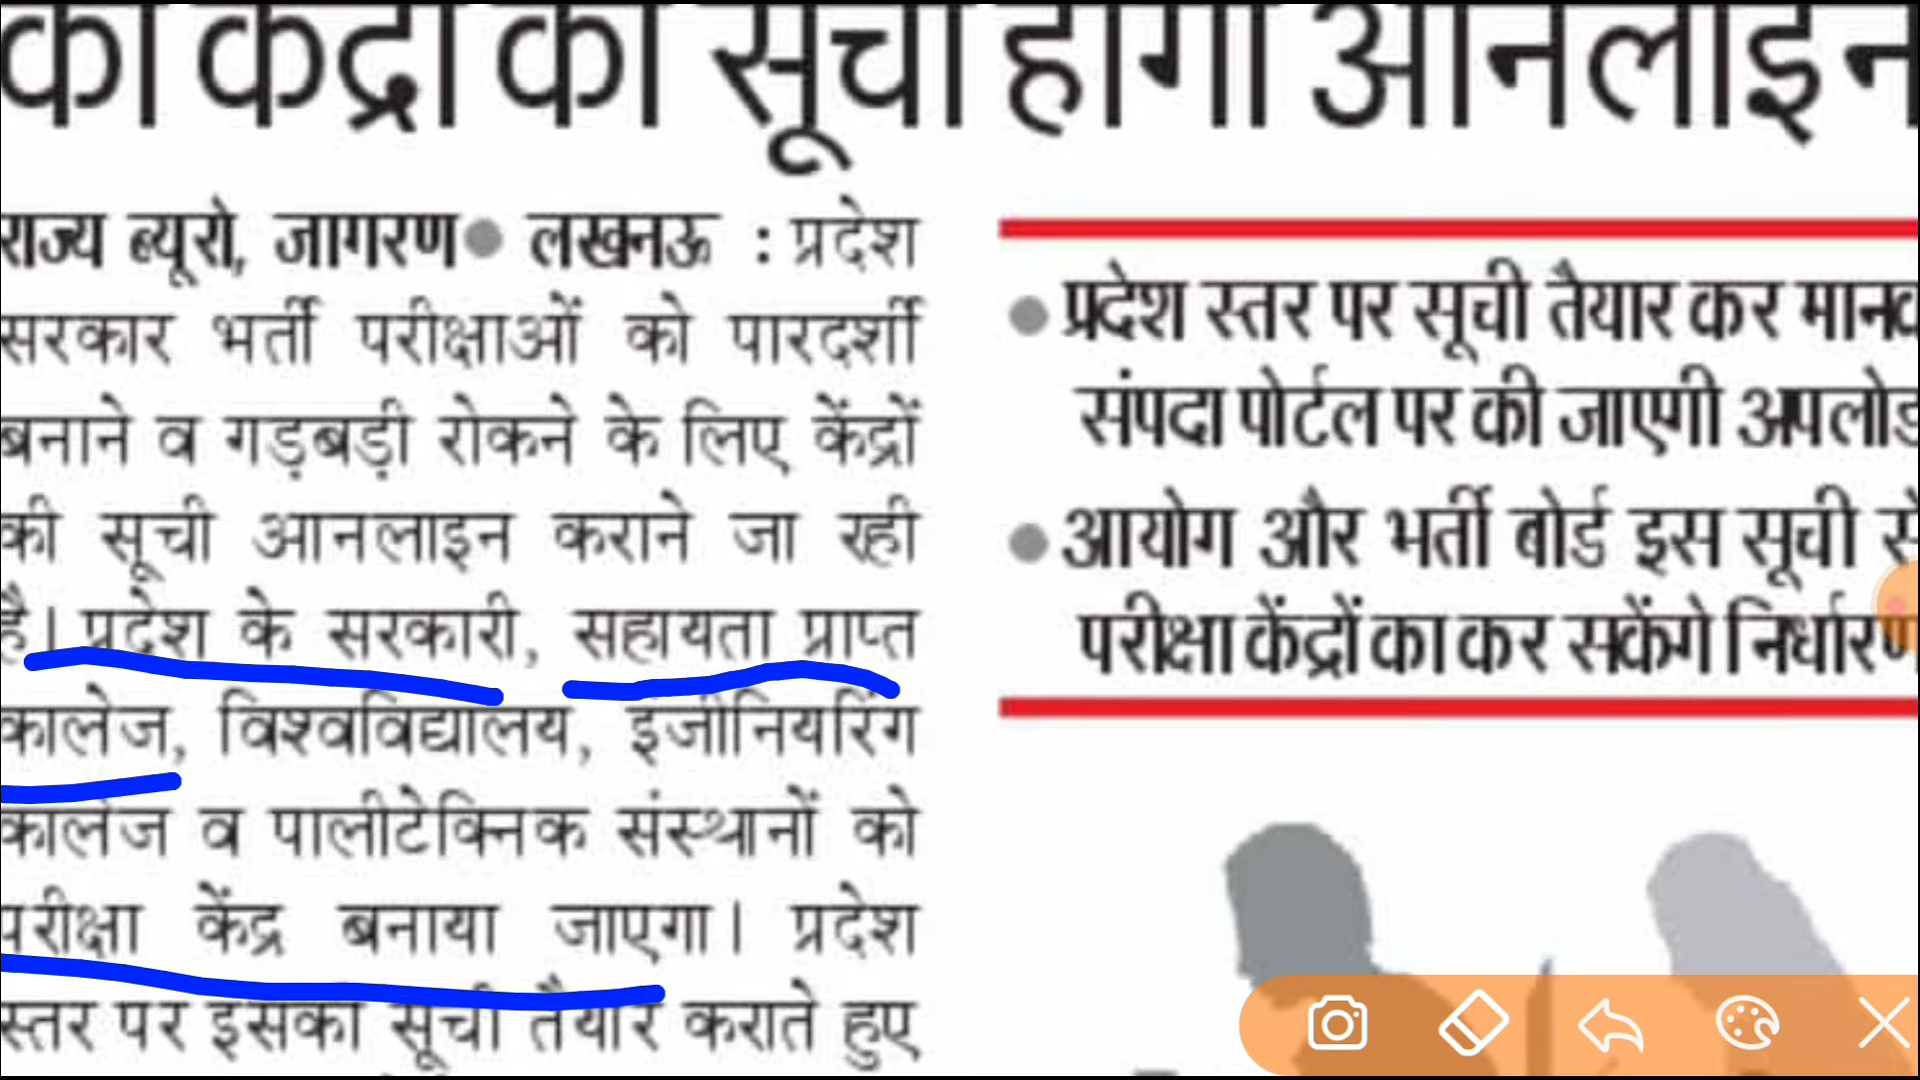 की सूची होगी आनलाइन
राज्य ब्यूरो, जागरण● लखनऊ : प्रदेश
सरकार भर्ती परीक्षाओं को पारदर्शी
बनाने व गड़बड़ी रोकने के लिए केंद्रों
की सूची आनलाइन कराने जा रही
है। प्रदेश के सरकारी, सहायता प्राप्त
कालेज, विश्वविद्यालय, इंजीनियरिंग
कालेज व पालीटेक्निक संस्थानों को
परीक्षा केंद्र बनाया जाएगा। प्रदेश
स्तर पर इसकी सूची तैयार कराते हुए
● प्रदेश स्तर पर सूची तैयार कर मानव
संपदा पोर्टल पर की जाएगी अपलोड
● आयोग और भर्ती बोर्ड इस सूची से
परीक्षा केंद्रों का कर सकेंगे निर्धारण